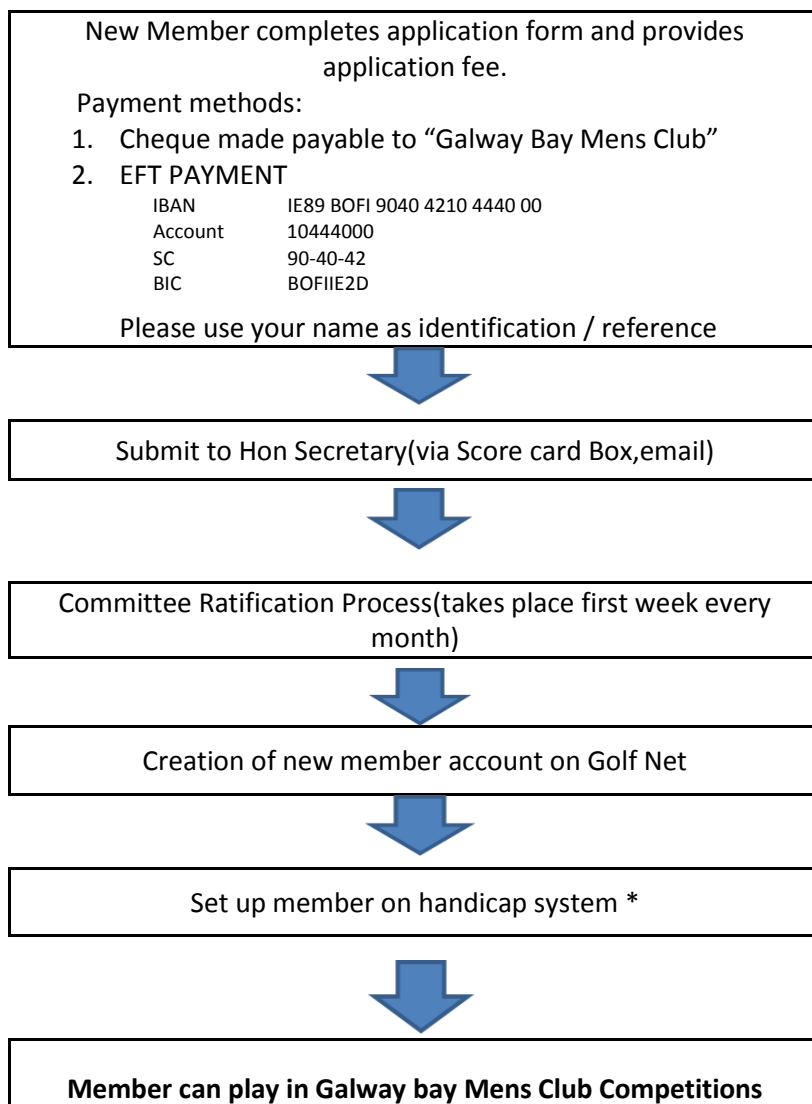 New Member completes application form and provides
application fee.
Payment methods:
1. Cheque made payable to “Galway Bay Mens Club”
2. EFT PAYMENT
IBAN IE89 BOFI 9040 4210 4440 00
Account 10444000
SC 90-40-42
BIC BOFIIE2D
Please use your name as identification / reference
Submit to Hon Secretary(via Score card Box,email)
Committee Ratification Process(takes place first week every
month)
Creation of new member account on Golf Net
Set up member on handicap system *
Member can play in Galway bay Mens Club Competitions